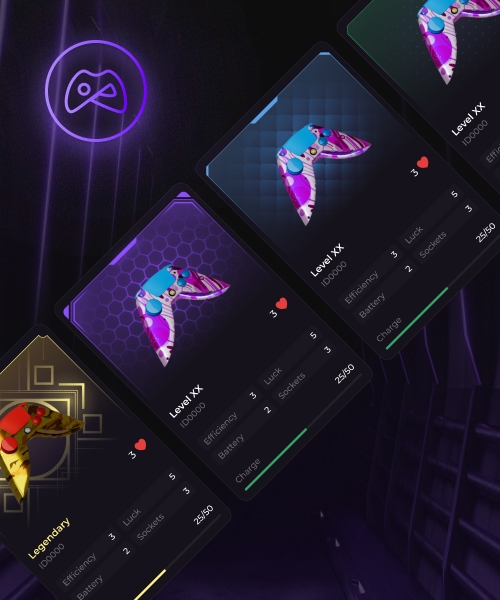 Level XX
ID0000
Effici
3
Level XX
ID0000
Efficiency 3
Luck 5
Battery 2
Sockets 3
Charge 25/50
3
Level XX
ID0000
Efficiency 3
Luck 5
Battery 2
Sockets 3
Charge 25/50
3
Legendary
ID0000
Efficiency 3
Luck 5
Battery 2
Sockets 3
25/50